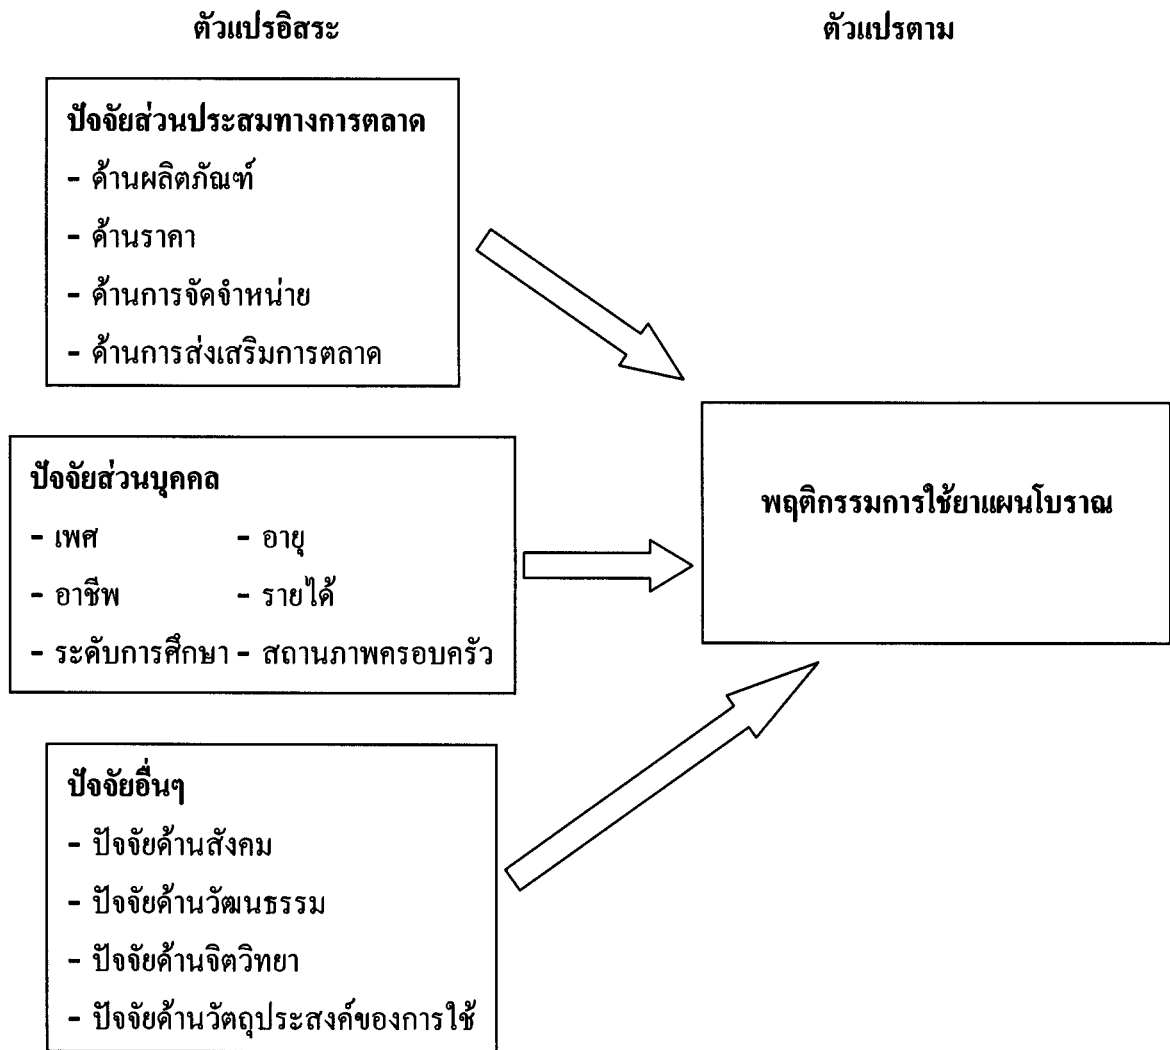 ตัวแปรอิสระ ตัวแปรตาม
ปัจจัยส่วนประสมทางการตลาด
- ด้านผลิตภัณฑ์
- ด้านราคา
- ด้านการจัดจำหน่าย
- ด้านการส่งเสริมการตลาด
ปัจจัยส่วนบุคคล
- เพศ - อายุ
- อาชีพ - รายได้
- ระดับการศึกษา - สถานภาพครอบครัว
พฤติกรรมการใช้ยาแผนโบราณ
ปัจจัยอื่นๆ
- ปัจจัยด้านสังคม
- ปัจจัยด้านวัฒนธรรม
- ปัจจัยด้านจิตวิทยา
- ปัจจัยด้านวัตถุประสงค์ของการใช้